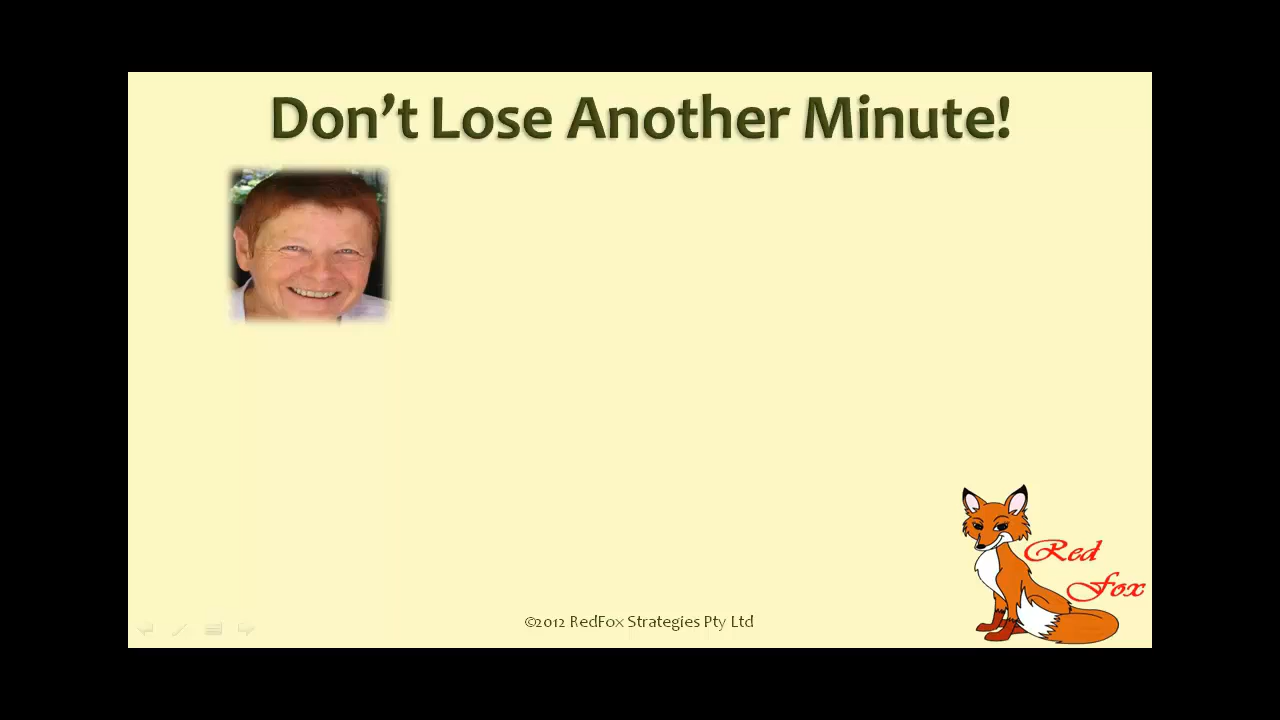 Don't Lose Another Minute!
Red
Fox
©2012 RedFox Strategies Pty Ltd